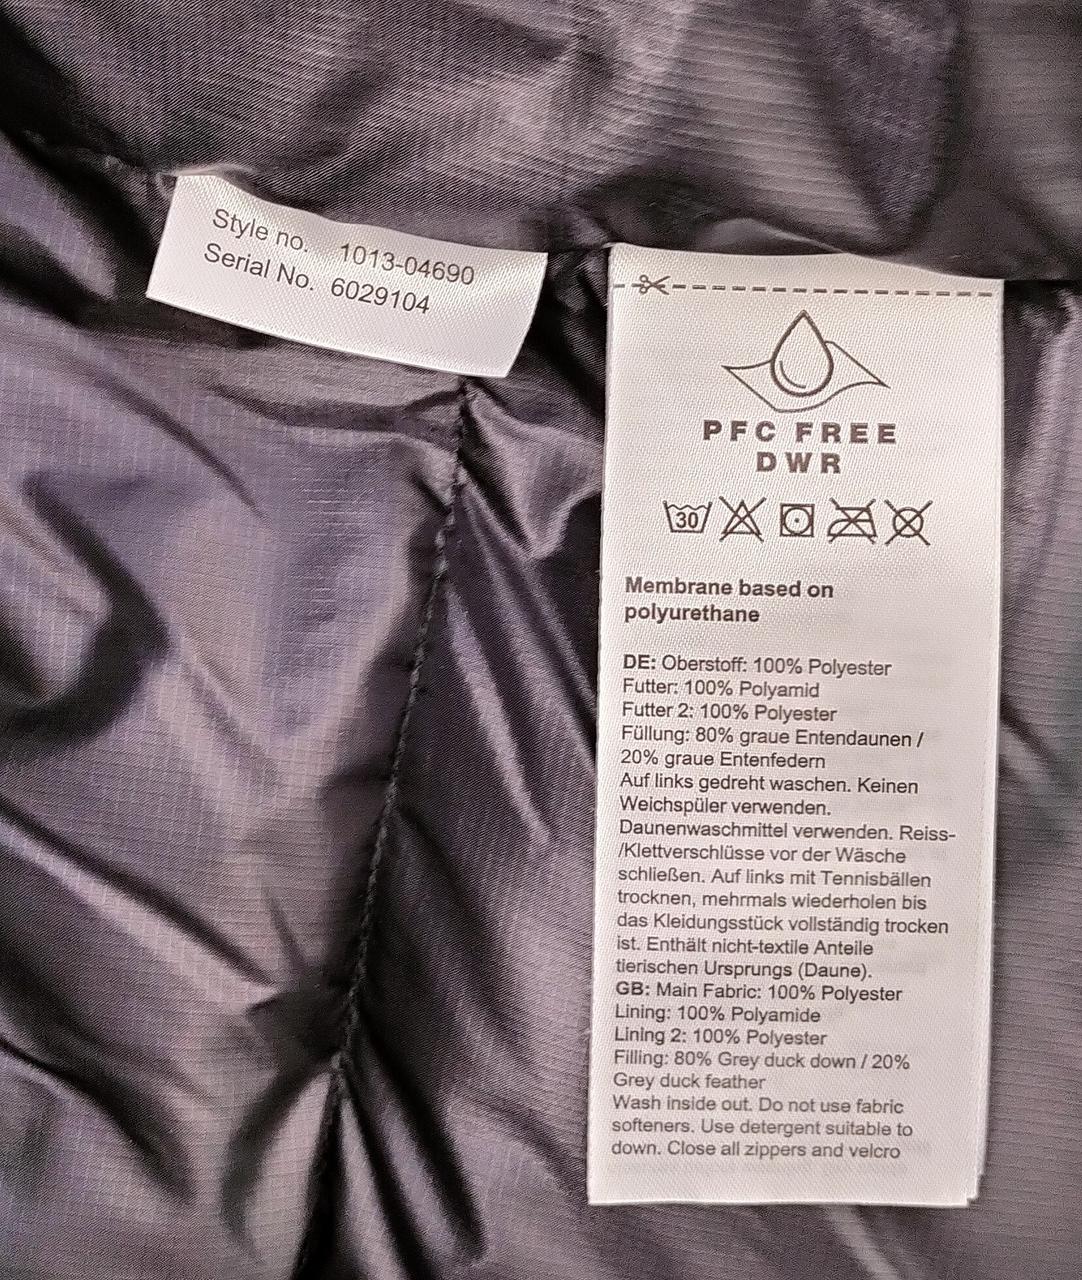 Style no. 1013-04690
Serial No. 6029104
PFC FREE
DWR
30
Membrane based on
polyurethane
DE: Oberstoff: 100% Polyester
Futter: 100% Polyamid
Futter 2: 100% Polyester
Füllung: 80% graue Entendaunen /
20% graue Entenfedern
Auf links gedreht waschen. Keinen
Weichspüler verwenden.
Daunenwaschmittel verwenden. Reiss-
/Klettverschlüsse vor der Wäsche
schließen. Auf links mit Tennisbällen
trocknen, mehrmals wiederholen bis
das Kleidungsstück vollständig trocken
ist. Enthält nicht-textile Anteile
tierischen Ursprungs (Daune).
GB: Main Fabric: 100% Polyester
Lining: 100% Polyamide
Lining 2: 100% Polyester
Filling: 80% Grey duck down / 20%
Grey duck feather
Wash inside out. Do not use fabric
softeners. Use detergent suitable to
down. Close all zippers and velcro